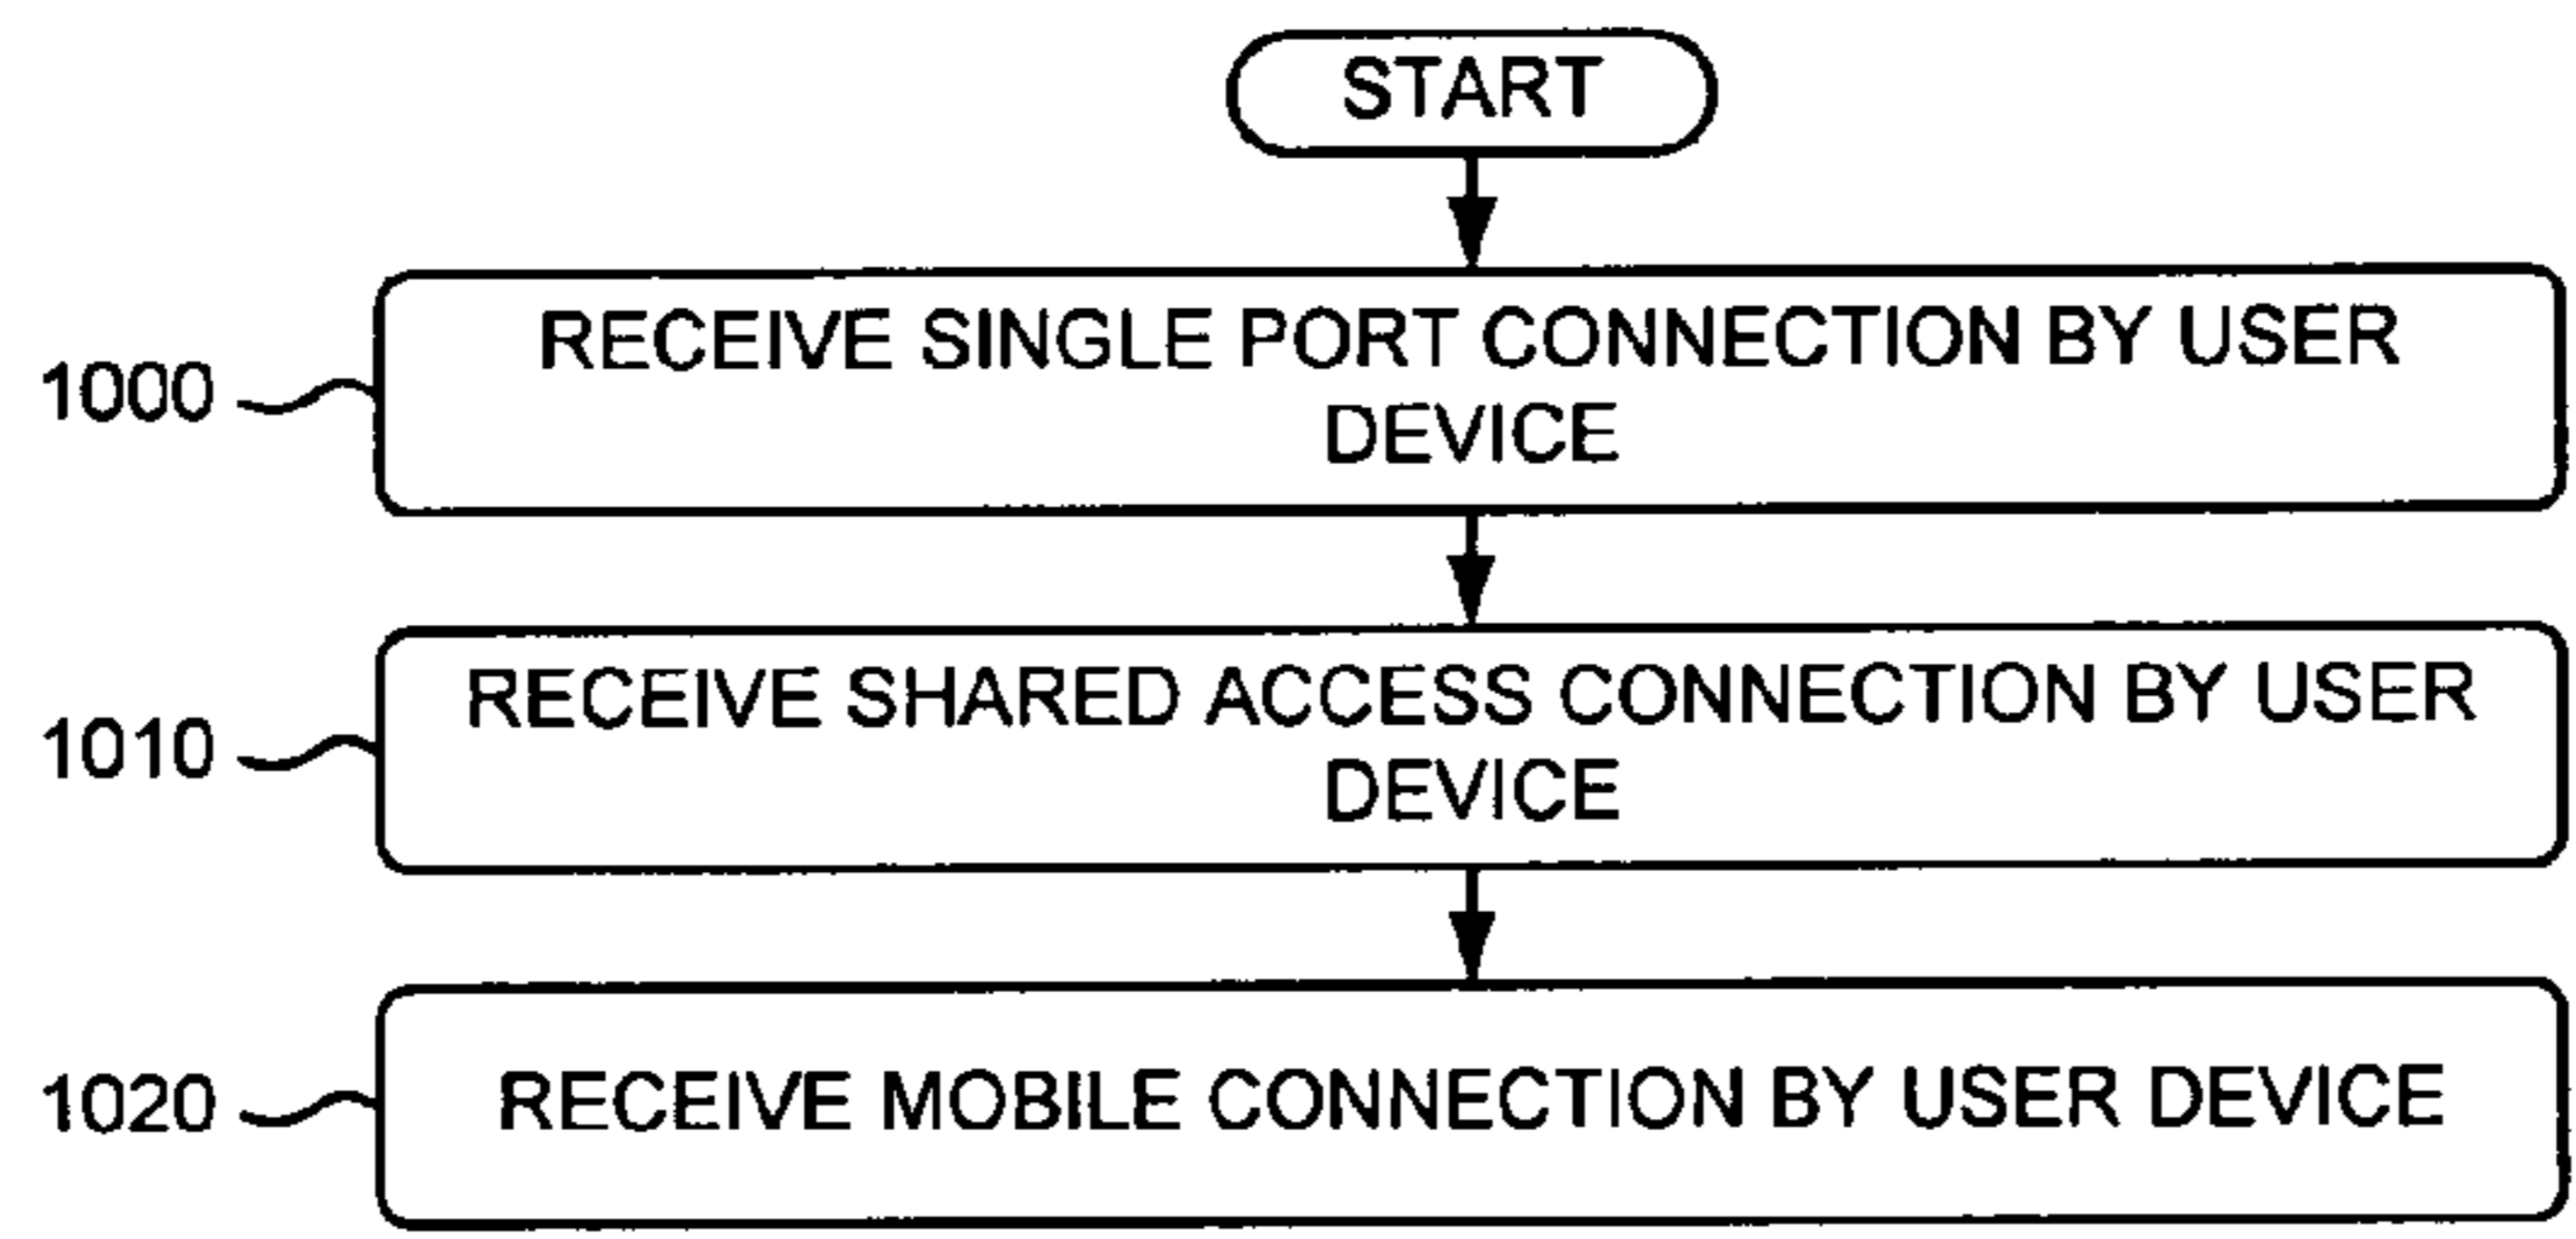 START
RECEIVE SINGLE PORT CONNECTION BY USER
DEVICE
1000
RECEIVE SHARED ACCESS CONNECTION BY USER
DEVICE
1010
RECEIVE MOBILE CONNECTION BY USER DEVICE
1020